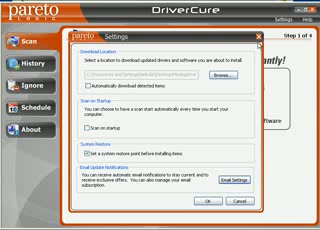 pareto
LOGIC
DriverCure
Settings
Help
Scan
Step 1 of 4
History
Ignore
Schedule
About
pareto
LOGIC
Settings
Download Location
Select a location to download updated drivers and software you are about to install.
Browse...
Automatically download detected items
Scan on Startup
You can choose to have a scan start automatically every time you start your
computer.
Scan on startup
System Restore
Set a system restore point before installing items.
Email Update Notifications
You can receive automatic email notifications to stay current and to
receive exclusive offers. You can also manage your email
subscription.
Email Settings
OK
Cancel